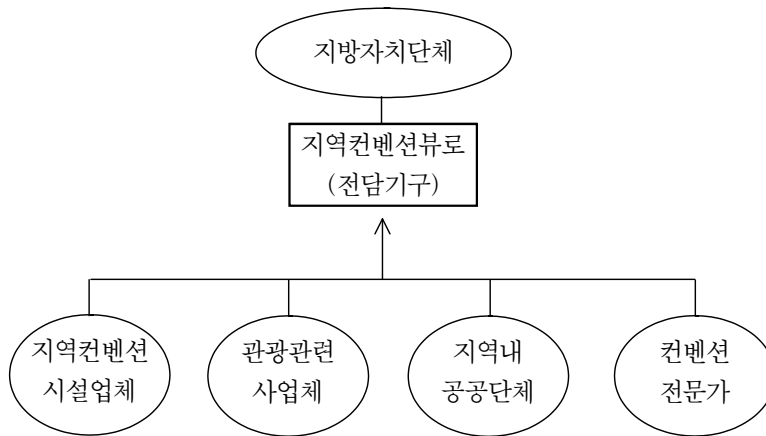 지방자치단체
지역컨벤션뷰로
(전담기구)
지역컨벤션
시설업체
관광관련
사업체
지역내
공공단체
컨벤션
전문가